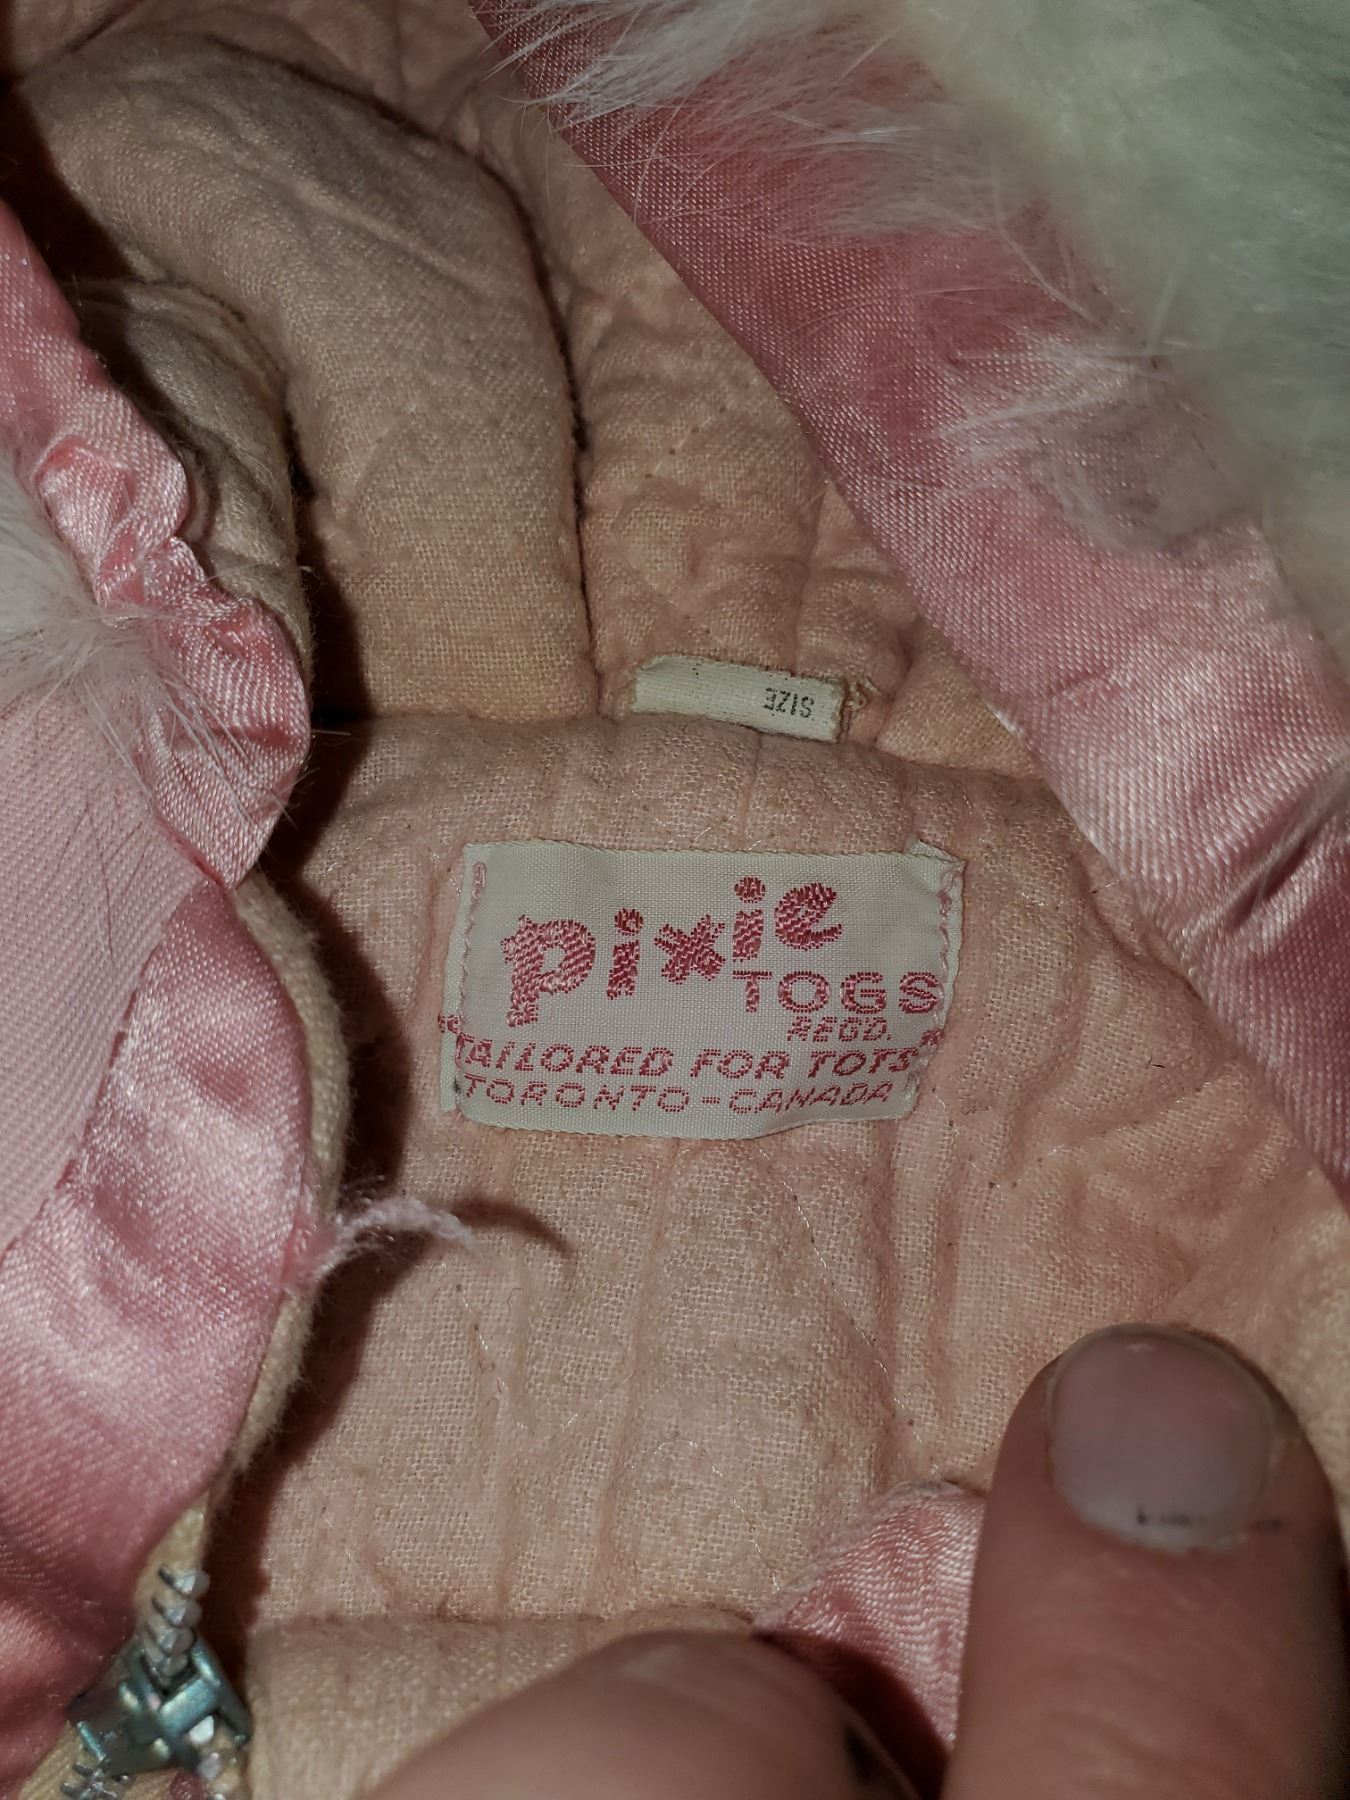 SIZE
pixie
TOGS
REGD.
"TAILORED FOR TOTS"
TORONTO-CANADA